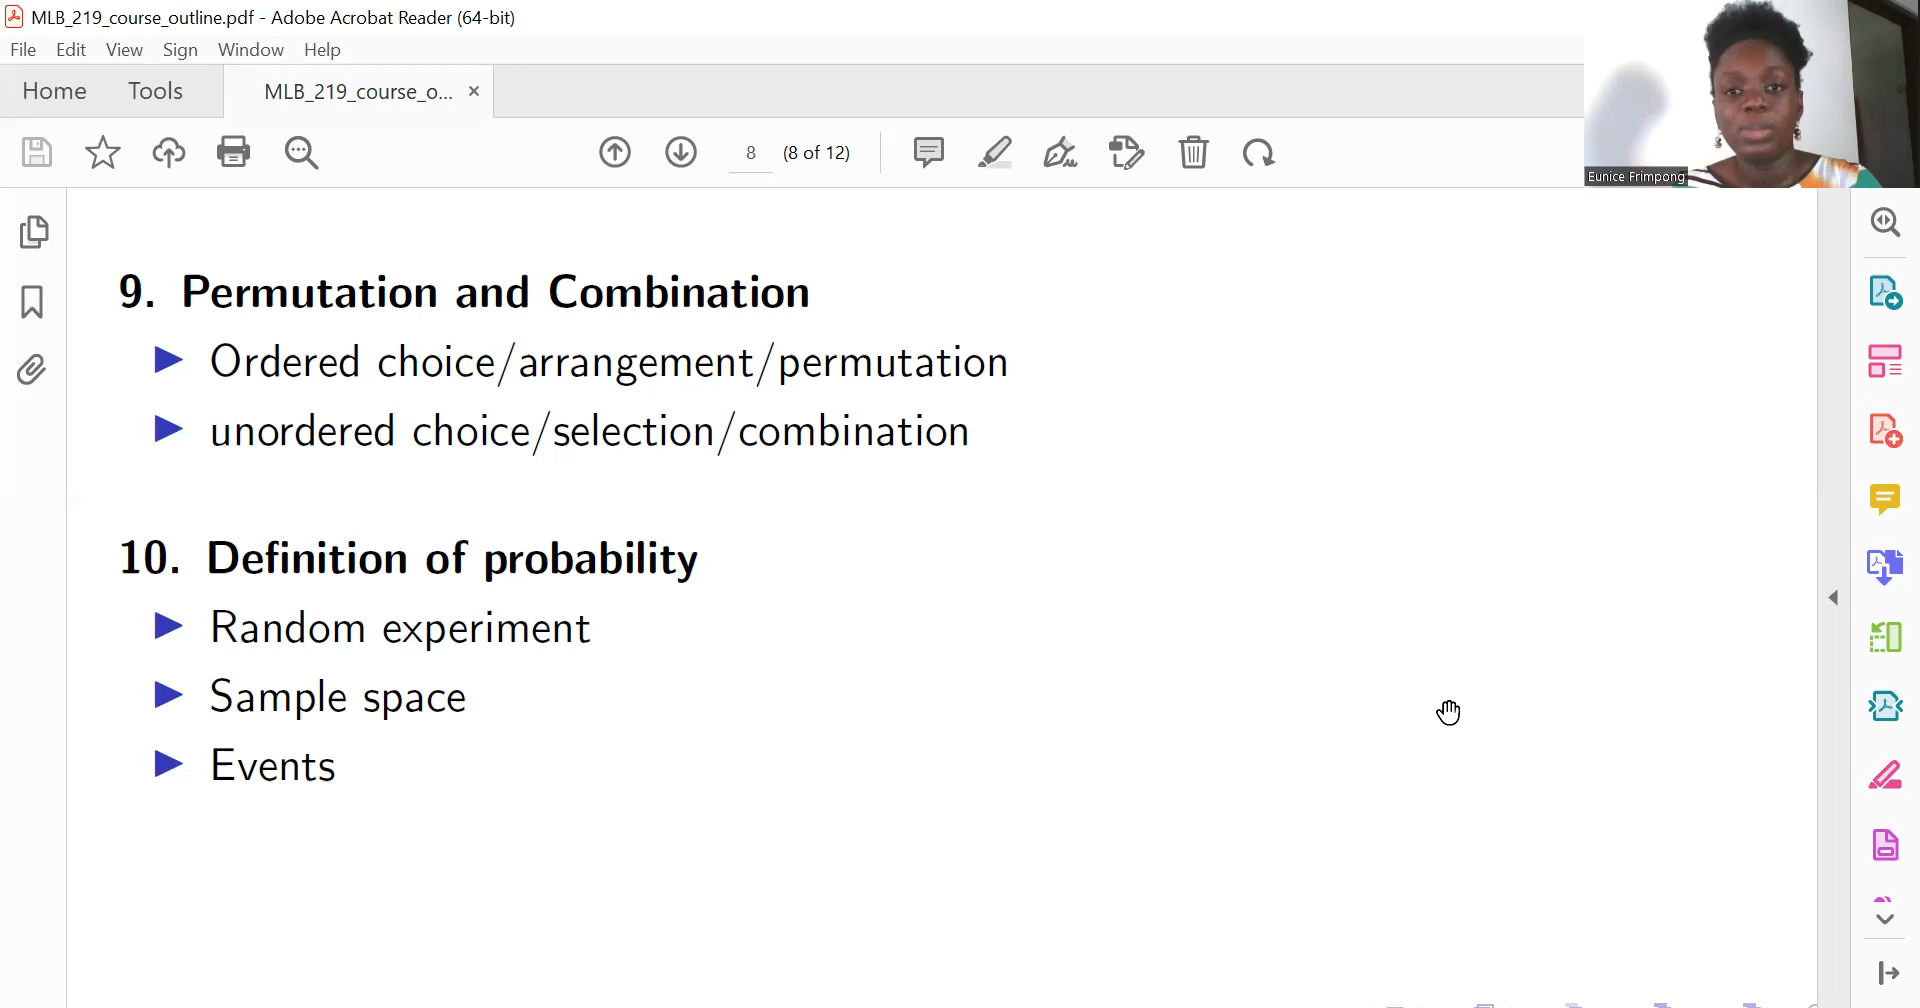 MLB_219_course_outline.pdf - Adobe Acrobat Reader (64-bit)
File Edit View Sign Window Help
Home Tools MLB_219_course_o... ×
8 (8 of 12)
Eunice Frimpong
9. Permutation and Combination
Ordered choice/arrangement/permutation
unordered choice/selection/combination
10. Definition of probability
Random experiment
Sample space
Events